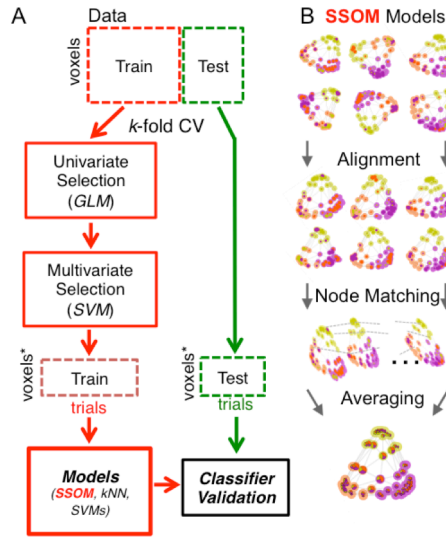 A
Data
voxels
Train
Test
k-fold CV
Univariate
Selection
(GLM)
Multivariate
Selection
(SVM)
voxels*
Train
trials
voxels*
Test
trials
Models
(SSOM, kNN,
SVMs)
Classifier
Validation
B
SSOM Models
Alignment
Node Matching
...
Averaging